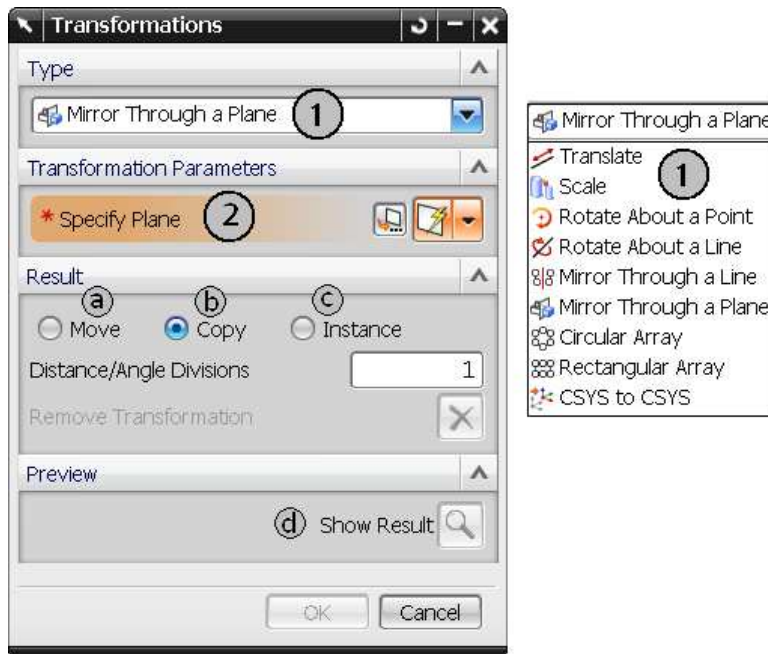 Transformations
Type
Mirror Through a Plane 1
Transformation Parameters
* Specify Plane 2
Result
a b c
Move Copy Instance
Distance/Angle Divisions 1
Remove Transformation
Preview
d Show Result
OK Cancel
Mirror Through a Plane
Translate 1
Scale
Rotate About a Point
Rotate About a Line
Mirror Through a Line
Mirror Through a Plane
Circular Array
Rectangular Array
CSYS to CSYS